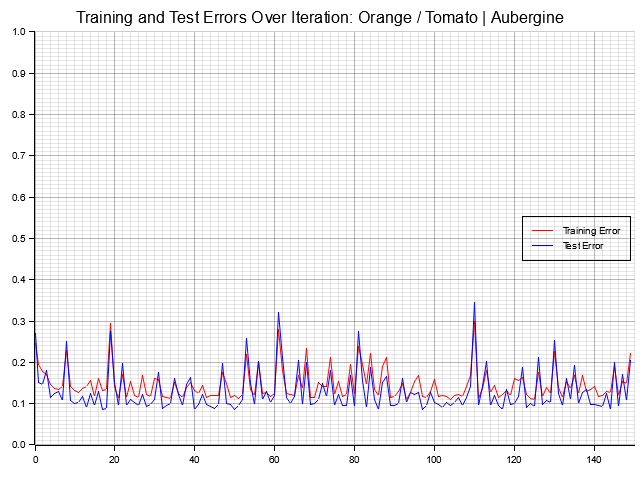 Training and Test Errors Over Iteration: Orange / Tomato | Aubergine
1.0
0.9
0.8
0.7
0.6
0.5
0.4
0.3
0.2
0.1
0.0
Training Error
Test Error
0 20 40 60 80 100 120 140